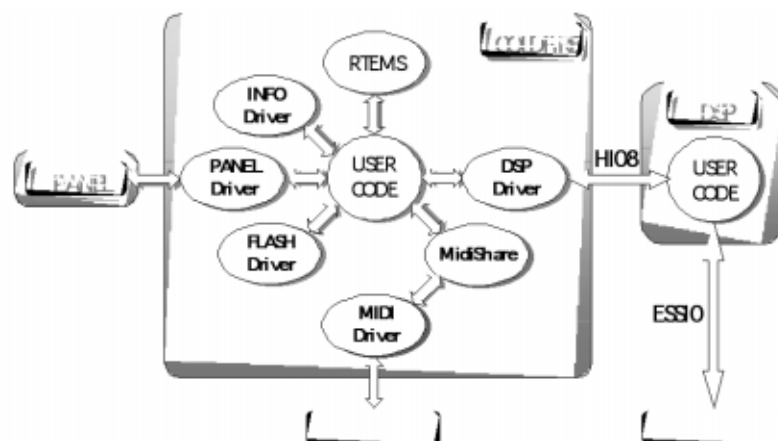 RTEMS
INFO
Driver
PANEL
PANEL
Driver
USER
CODE
DSP
Driver
HI08
DSP
USER
CODE
FLASH
Driver
MidiShare
MIDI
Driver
ESSI0